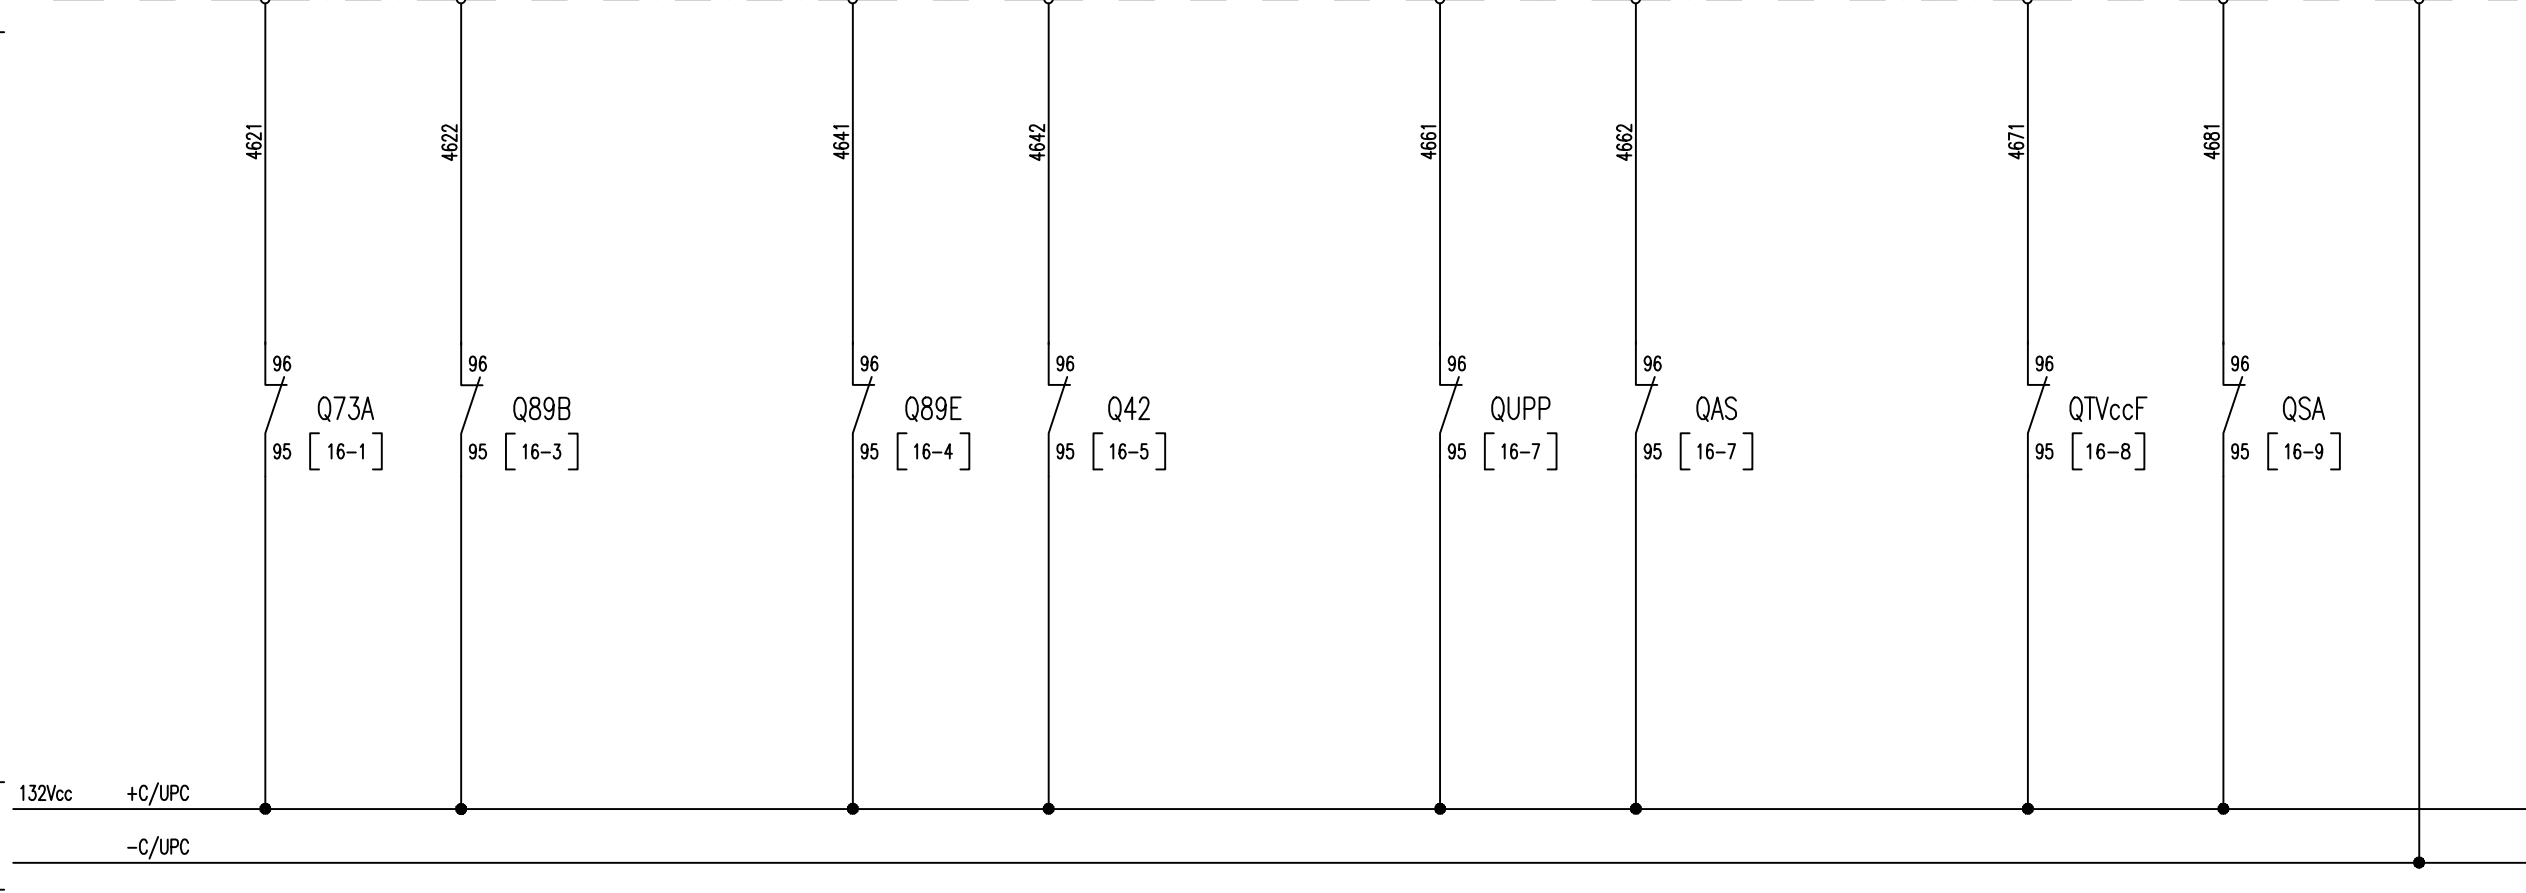 4621 4622 4641 4642 4661 4662 4671 4681
96 96 96 96 96 96 96 96
Q73A Q89B Q89E Q42 QUPP QAS QTVccF QSA
95 [16-1] 95 [16-3] 95 [16-4] 95 [16-5] 95 [16-7] 95 [16-7] 95 [16-8] 95 [16-9]
132Vcc +C/UPC
-C/UPC